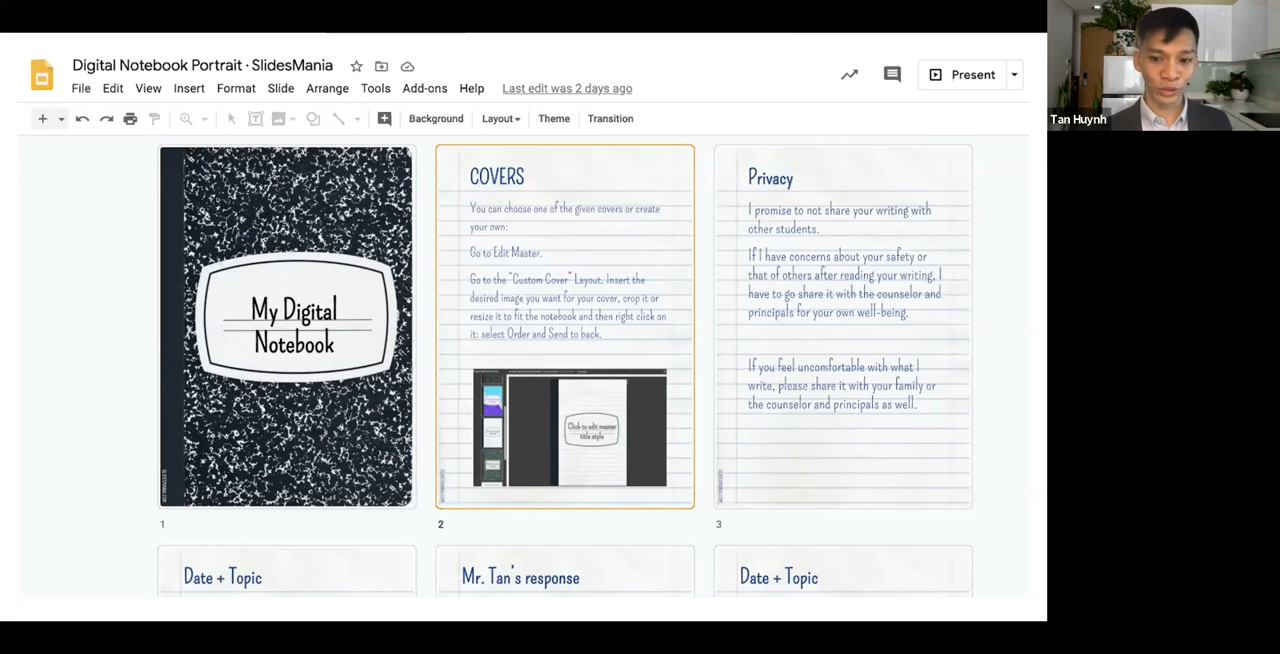 Digital Notebook Portrait · SlidesMania
File Edit View Insert Format Slide Arrange Tools Add-ons Help Last edit was 2 days ago
Present
Background Layout Theme Transition
Tan Huynh
My Digital
Notebook
SLIDESMANIA.COM
1
COVERS
You can choose one of the given covers or create
your own:
Go to Edit Master.
Go to the "Custom Cover" Layout. Insert the
desired image you want for your cover, crop it or
resize it to fit the notebook and then right click on
it: select Order and Send to back.
Click to edit master
title style
SLIDESMANIA.COM
2
Privacy
I promise to not share your writing with
other students.
If I have concerns about your safety or
that of others after reading your writing, I
have to go share it with the counselor and
principals for your own well-being.
If you feel uncomfortable with what I
write, please share it with your family or
the counselor and principals as well.
SLIDESMANIA.COM
3
Date + Topic
Mr. Tan's response
Date + Topic